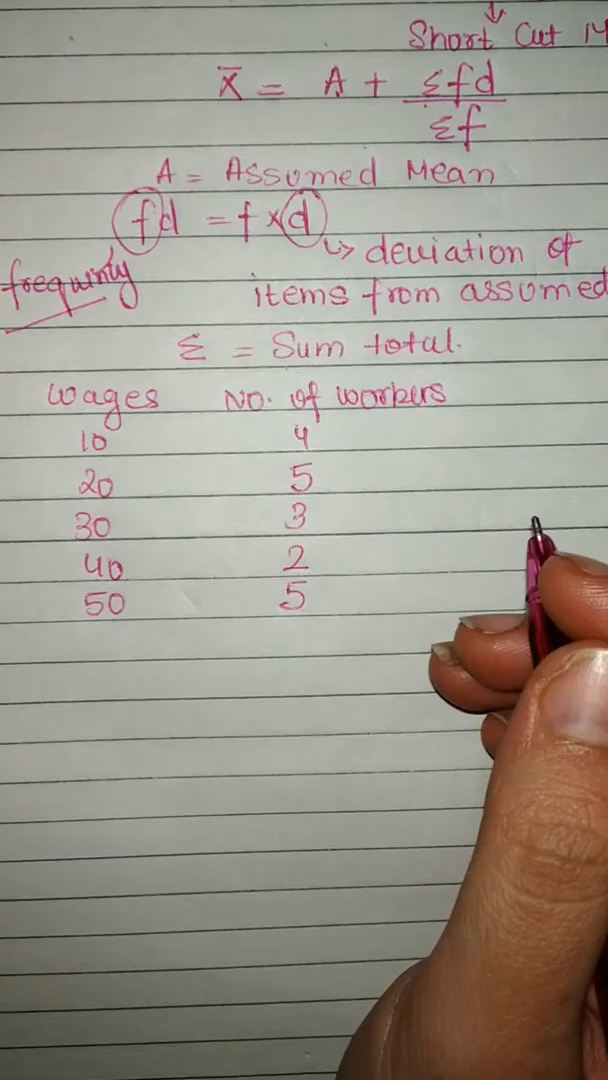 ↓
Short Cut M
X̅ = A + Σfd / Σf
A = Assumed Mean
fd = f × d
↳ deviation of
frequinty
items from assumed
Σ = Sum total.
Wages No. of workers
10 4
20 5
30 3
40 2
50 5